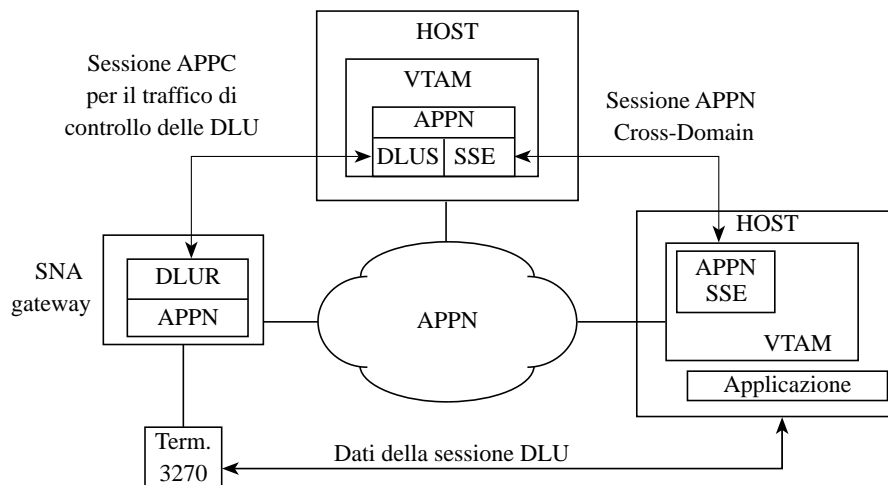 HOST
VTAM
APPN
DLUS
SSE
Sessione APPC
per il traffico di
controllo delle DLU
Sessione APPN
Cross-Domain
SNA
gateway
DLUR
APPN
APPN
HOST
APPN
SSE
VTAM
Applicazione
Term.
3270
Dati della sessione DLU